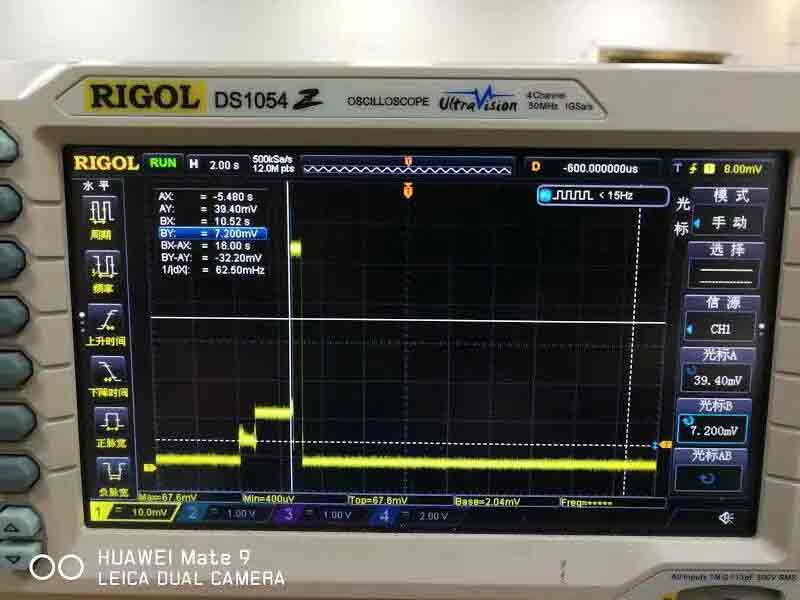 RIGOL DS1054 Z OSCILLOSCOPE UltraVision 4 Channel
50MHz 1GSa/s
RIGOL RUN H 2.00 s 500kSa/s D -600.000000us T 1 8.00mV
12.0M pts
水平
AX: = -5.480 s
AY: = 39.40mV
BX: = 10.52 s
BY: = 7.200mV
BX-AX: = 16.00 s
BY-AY: = -32.20mV
1/|dX|: = 62.50mHz
< 15Hz
周期
频率
上升时间
下降时间
正脉宽
负脉宽
光标
模式
手动
选择
信源
CH1
光标A
39.40mV
光标B
7.200mV
光标AB
Max=67.6mV Min=400uV Top=67.6mV Base=2.04mV Freq=*****
1 = 10.0mV 2 = 1.00 V 3 = 1.00 V 4 = 2.00 V
HUAWEI Mate 9
LEICA DUAL CAMERA